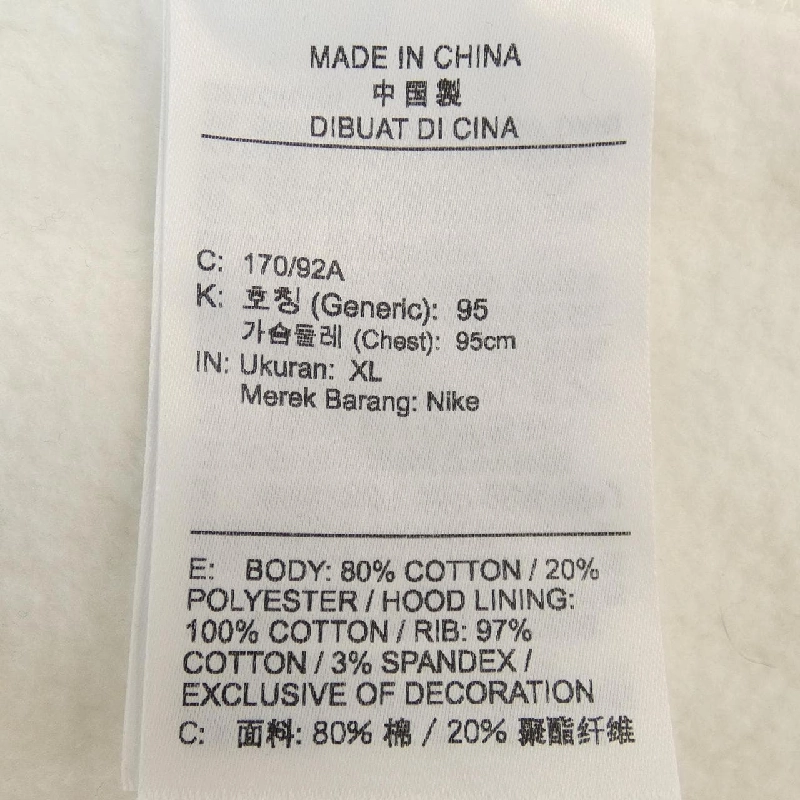 MADE IN CHINA
中国製
DIBUAT DI CINA
C: 170/92A
K: 호칭 (Generic): 95
가슴둘레 (Chest): 95cm
IN: Ukuran: XL
Merek Barang: Nike
E: BODY: 80% COTTON / 20%
POLYESTER / HOOD LINING:
100% COTTON / RIB: 97%
COTTON / 3% SPANDEX /
EXCLUSIVE OF DECORATION
C: 面料: 80% 棉 / 20% 聚酯纤维